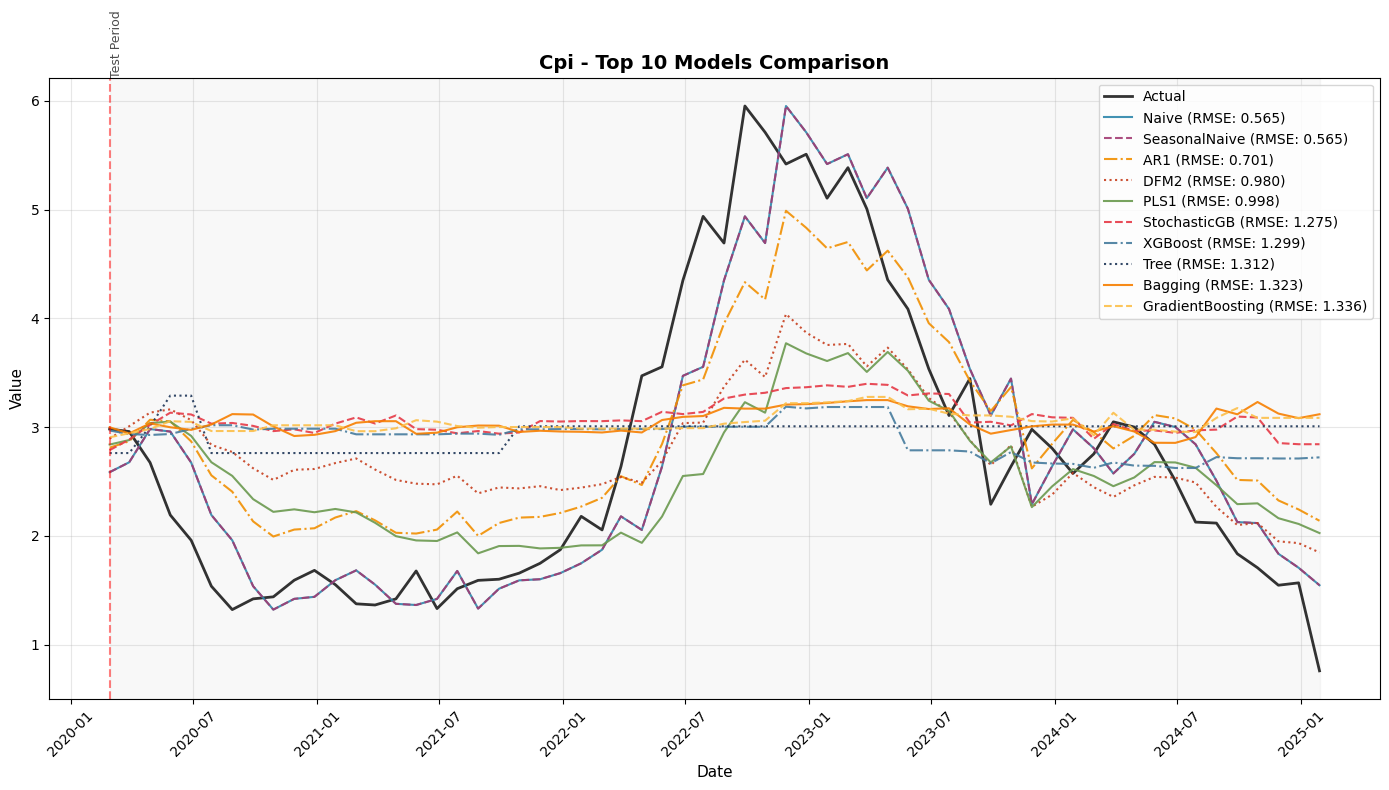 Test Period
Cpi - Top 10 Models Comparison
Value
6
5
4
3
2
1
Actual
Naive (RMSE: 0.565)
SeasonalNaive (RMSE: 0.565)
AR1 (RMSE: 0.701)
DFM2 (RMSE: 0.980)
PLS1 (RMSE: 0.998)
StochasticGB (RMSE: 1.275)
XGBoost (RMSE: 1.299)
Tree (RMSE: 1.312)
Bagging (RMSE: 1.323)
GradientBoosting (RMSE: 1.336)
2020-01
2020-07
2021-01
2021-07
2022-01
2022-07
2023-01
2023-07
2024-01
2024-07
2025-01
Date